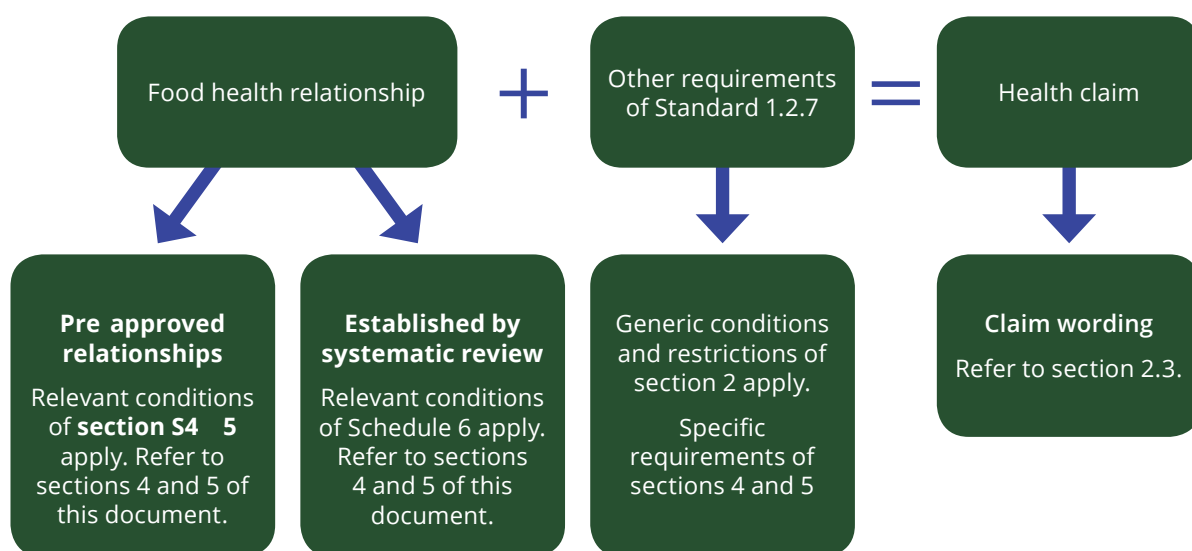 Food health relationship
+
Other requirements
of Standard 1.2.7
=
Health claim
Pre approved
relationships
Relevant conditions
of section S4 5
apply. Refer to
sections 4 and 5 of
this document.
Established by
systematic review
Relevant conditions
of Schedule 6 apply.
Refer to sections
4 and 5 of this
document.
Generic conditions
and restrictions of
section 2 apply.
Specific
requirements of
sections 4 and 5
Claim wording
Refer to section 2.3.